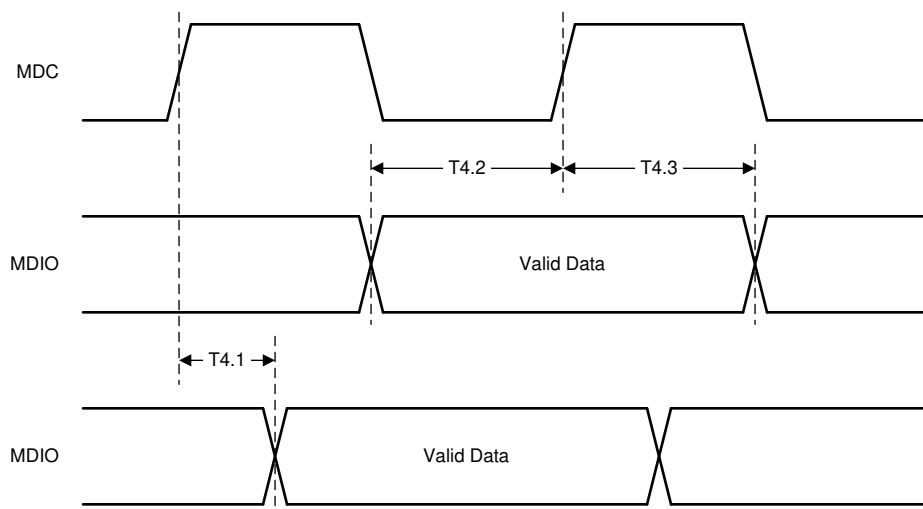 MDC
T4.2
T4.3
MDIO
Valid Data
T4.1
MDIO
Valid Data